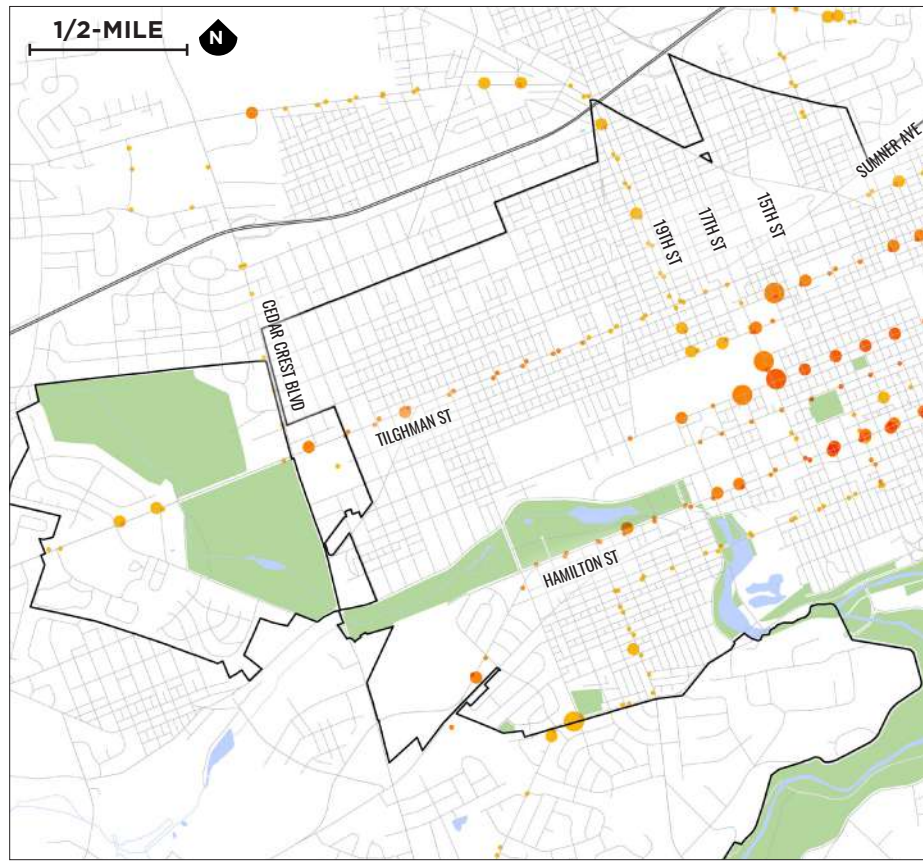 1/2-MILE
N
SUMNER AVE
15TH ST
17TH ST
19TH ST
CEDAR CREST BLVD
TILGHMAN ST
HAMILTON ST